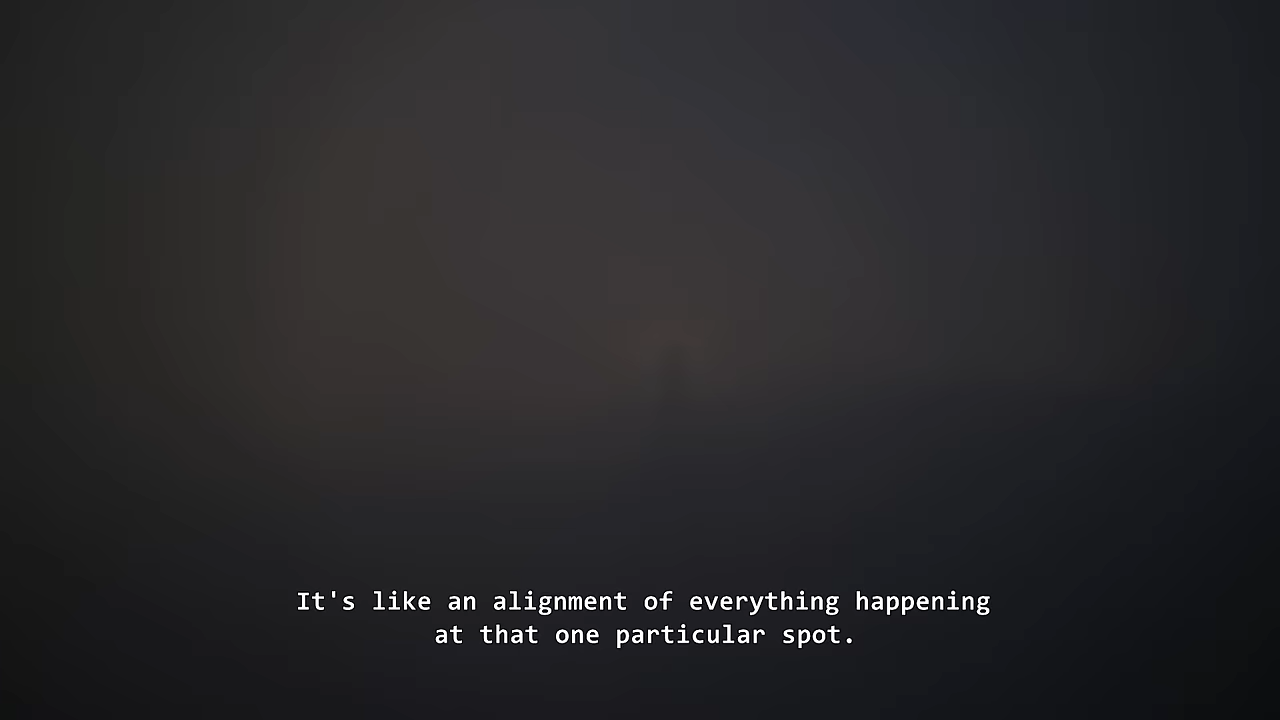 It's like an alignment of everything happening
at that one particular spot.